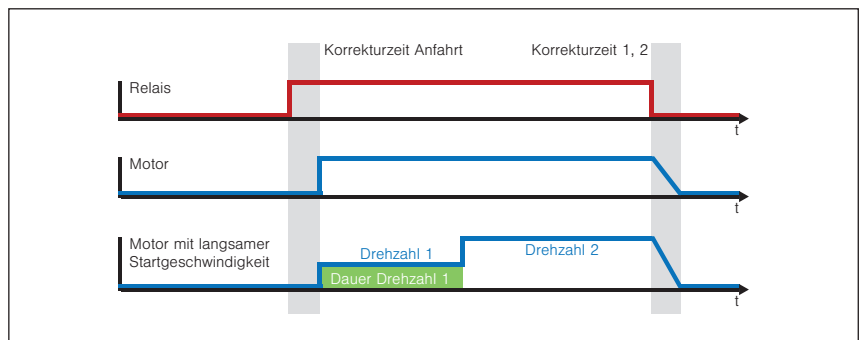 Korrekturzeit Anfahrt
Korrekturzeit 1, 2
Relais
t
Motor
t
Motor mit langsamer
Startgeschwindigkeit
Drehzahl 1
Drehzahl 2
Dauer Drehzahl 1
t